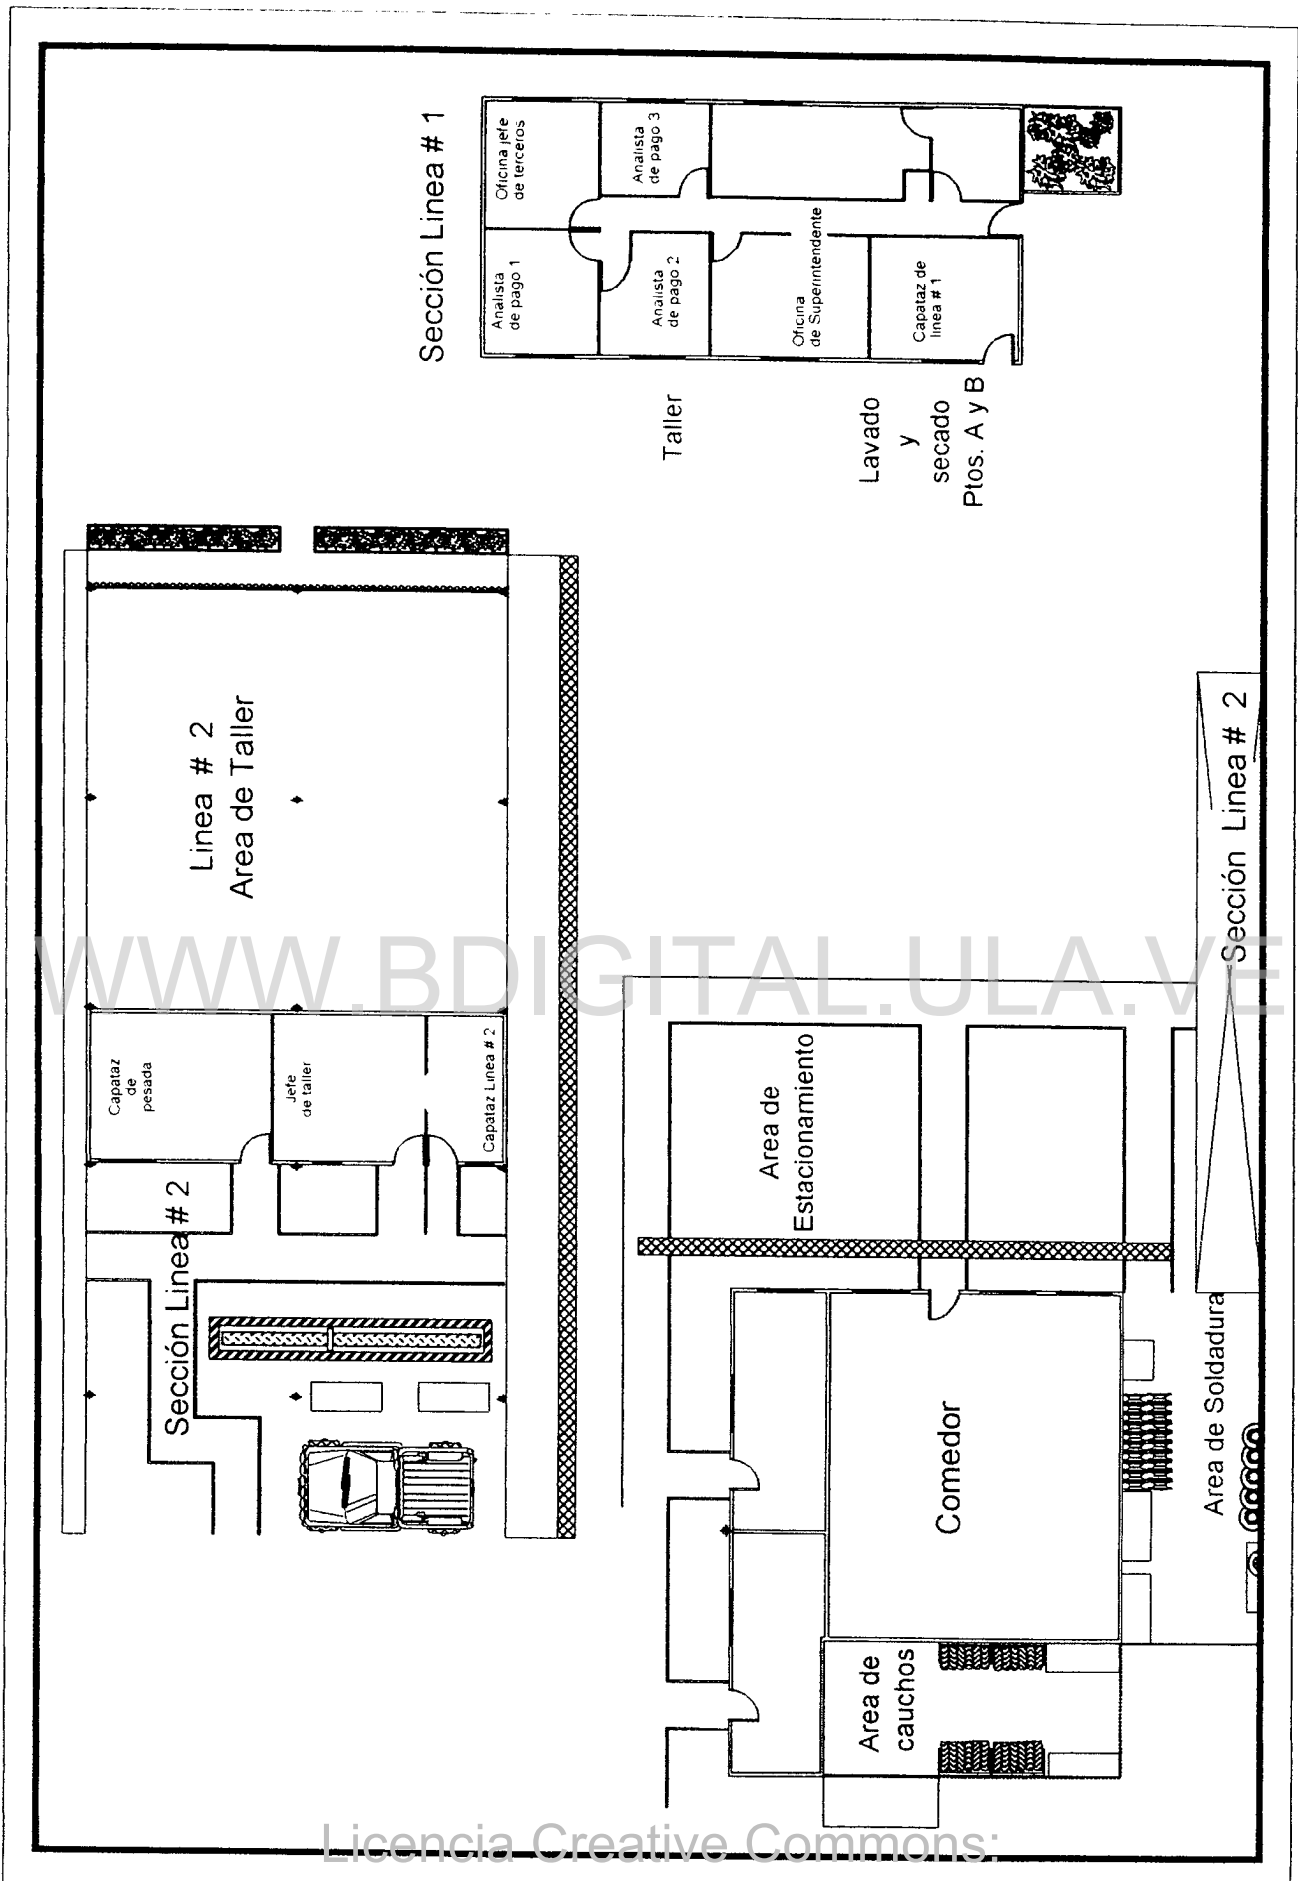 Sección Linea # 1
Oficina jefe
de terceros
Analista
de pago 3
Analista
de pago 1
Analista
de pago 2
Oficina
de Superintendente
Capataz de
linea # 1
Taller
Lavado
y
secado
Ptos. A y B
Linea # 2
Area de Taller
Capataz
de
pesada
Jefe
de taller
Capataz Linea # 2
Sección Linea # 2
Area de
Estacionamiento
Sección Linea # 2
Comedor
Area de Soldadura
Area de
cauchos
WWW.BDIGITAL.ULA.VE
Licencia Creative Commons: